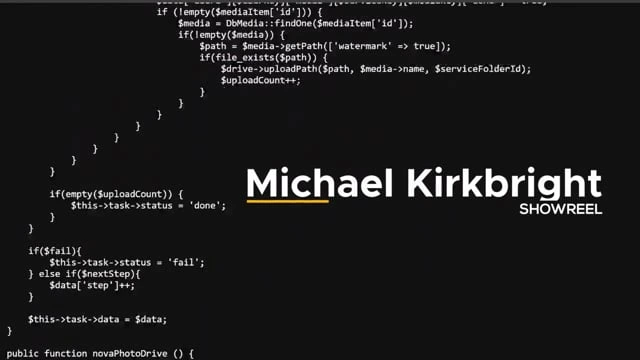 if (!empty($mediaItem['id'])) {
$media = DbMedia::findOne($mediaItem['id']);
if(!empty($media)) {
$path = $media->getPath(['watermark' => true]);
if(file_exists($path)) {
$drive->uploadPath($path, $media->name, $serviceFolderId);
$uploadCount++;
}
}
}
}
}
}
}
if(empty($uploadCount)) {
$this->task->status = 'done';
}
}
Michael Kirkbright
SHOWREEL
if($fail){
$this->task->status = 'fail';
} else if($nextStep){
$data['step']++;
}
$this->task->data = $data;
}
public function novaPhotoDrive () {